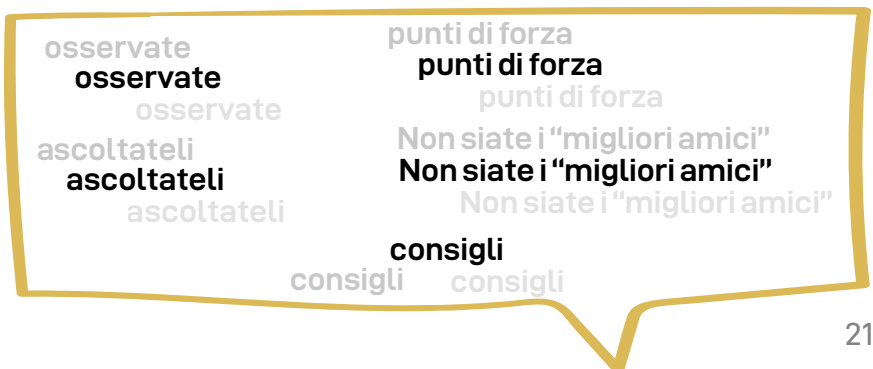 osservate
osservate
osservate
ascoltateli
ascoltateli
ascoltateli
punti di forza
punti di forza
punti di forza
Non siate i “migliori amici”
Non siate i “migliori amici”
Non siate i “migliori amici”
consigli
consigli consigli
21